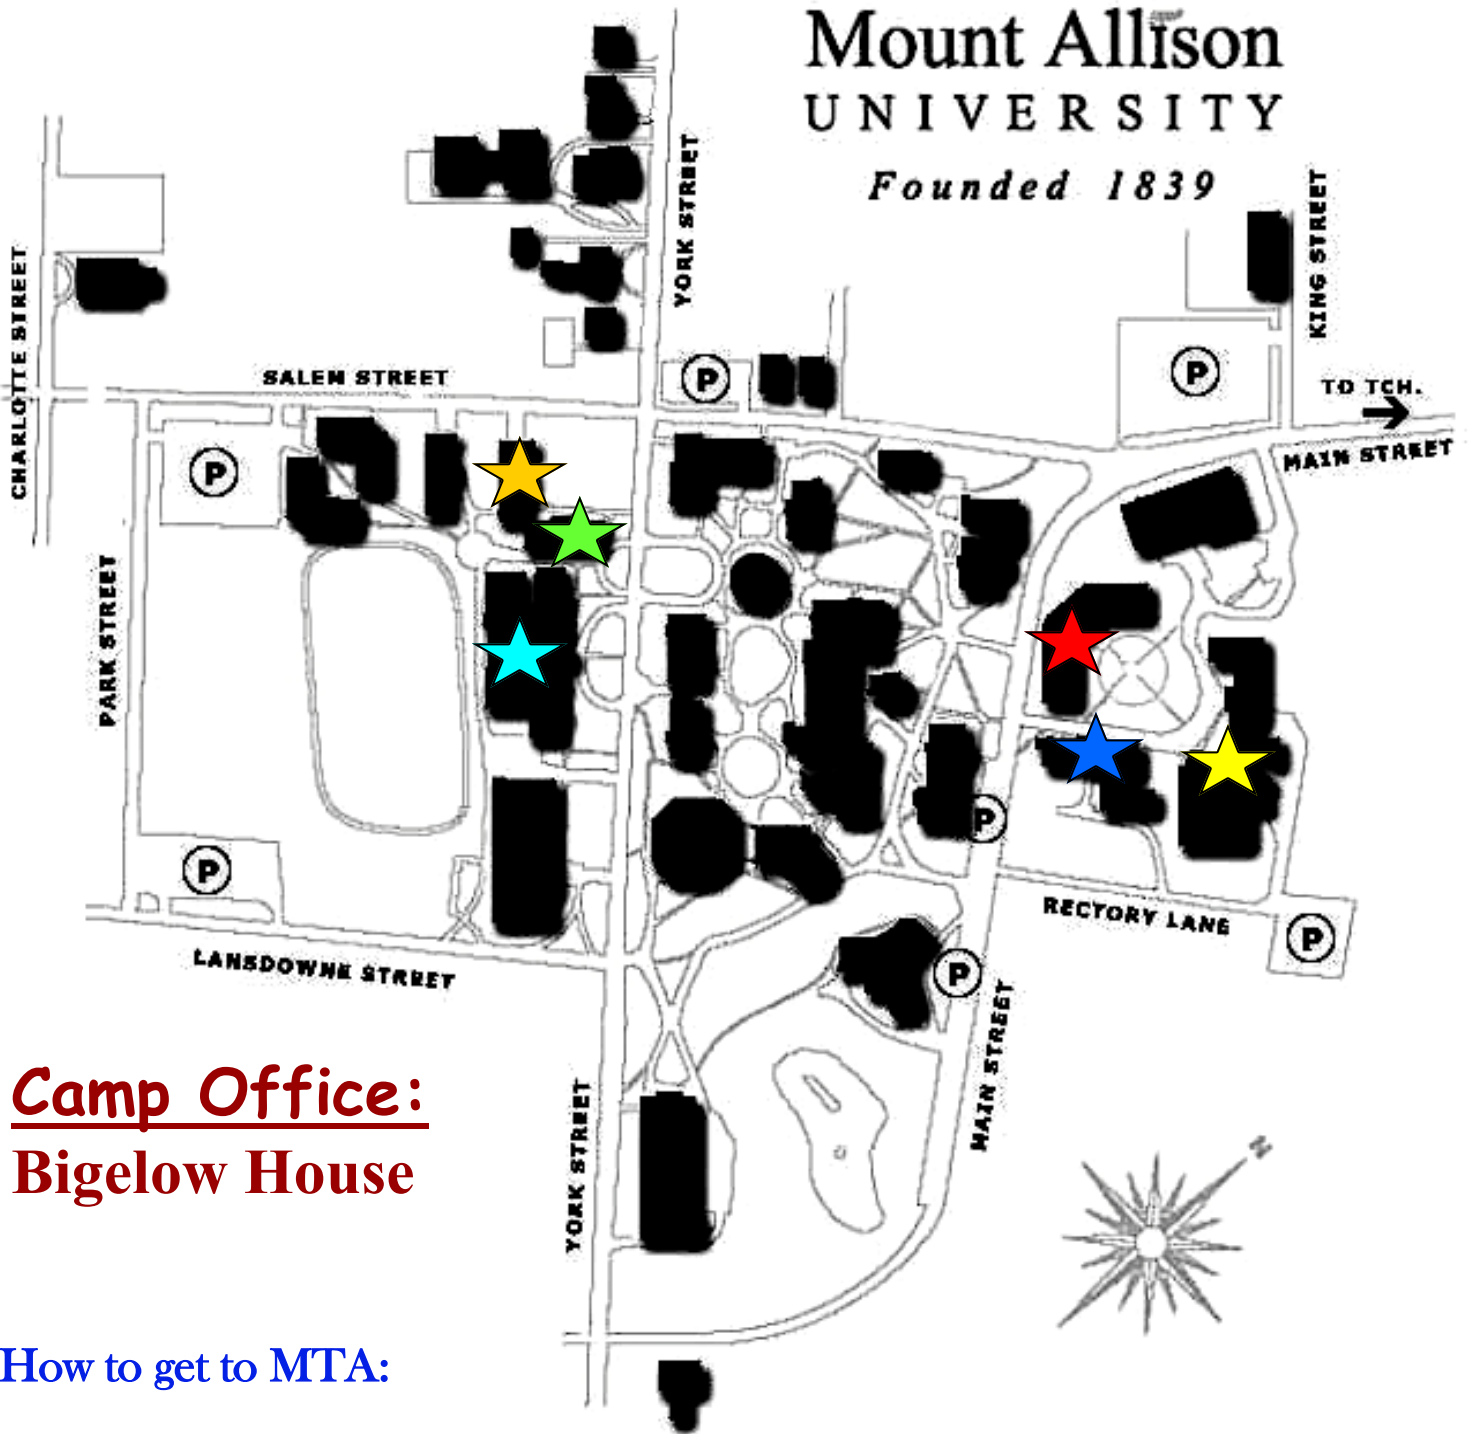 Mount Allison
UNIVERSITY
Founded 1839
KING STREET
YORK STREET
CHARLOTTE STREET
SALEM STREET
P
P
TO TCH.
MAIN STREET
P
PARK STREET
P
P
RECTORY LANE
P
LANSDOWNE STREET
P
MAIN STREET
Camp Office:
Bigelow House
YORK STREET
N
How to get to MTA: